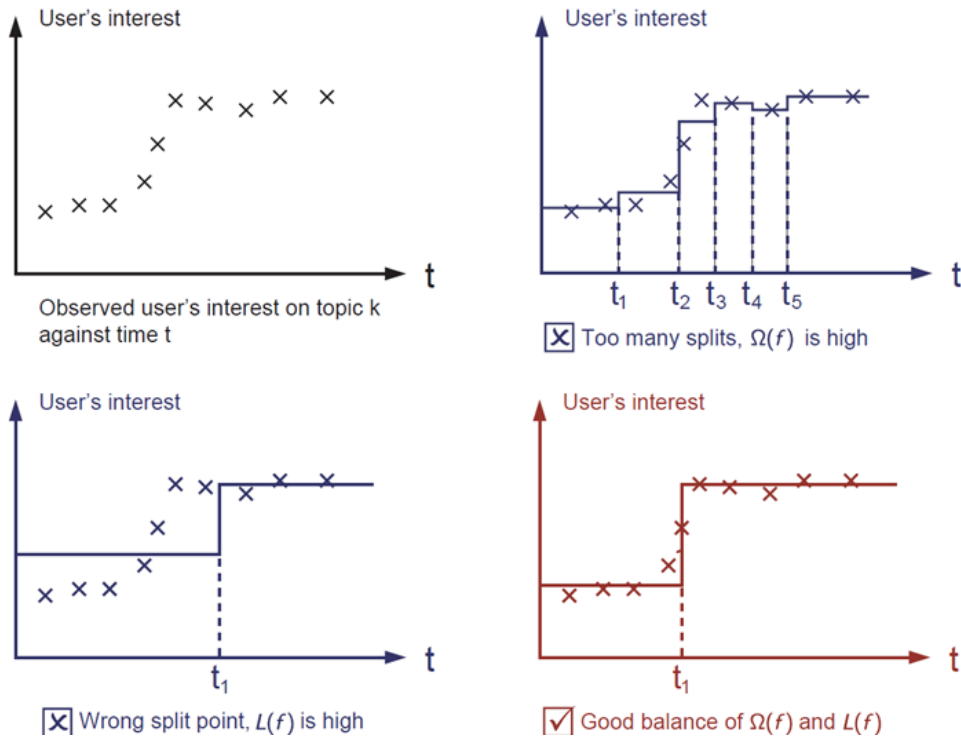 User's interest
t
Observed user's interest on topic k
against time t
User's interest
t
t₁ t₂ t₃ t₄ t₅
Too many splits, Ω(f) is high
User's interest
t
t₁
Wrong split point, L(f) is high
User's interest
t
t₁
Good balance of Ω(f) and L(f)